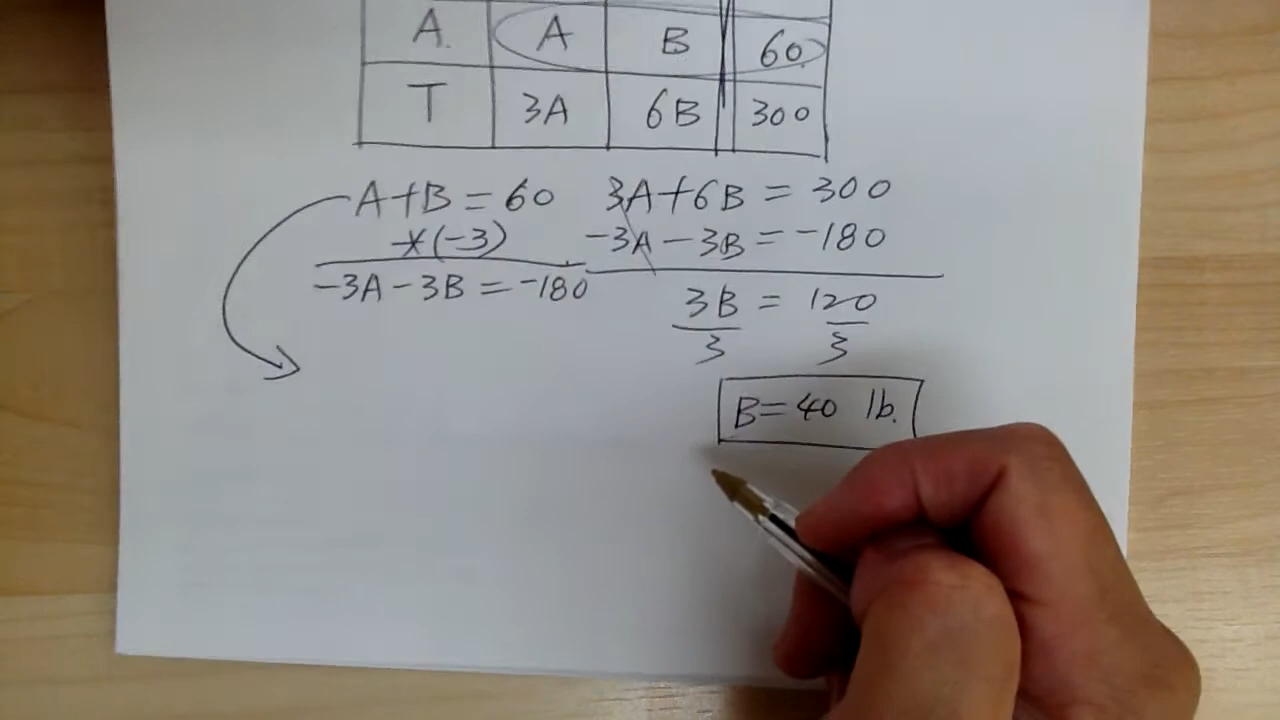 A. A B 60
T 3A 6B 300
A+B=60 3A+6B=300
*(-3) -3A-3B=-180
-3A-3B=-180 3B = 120
3 3
B=40 lb.